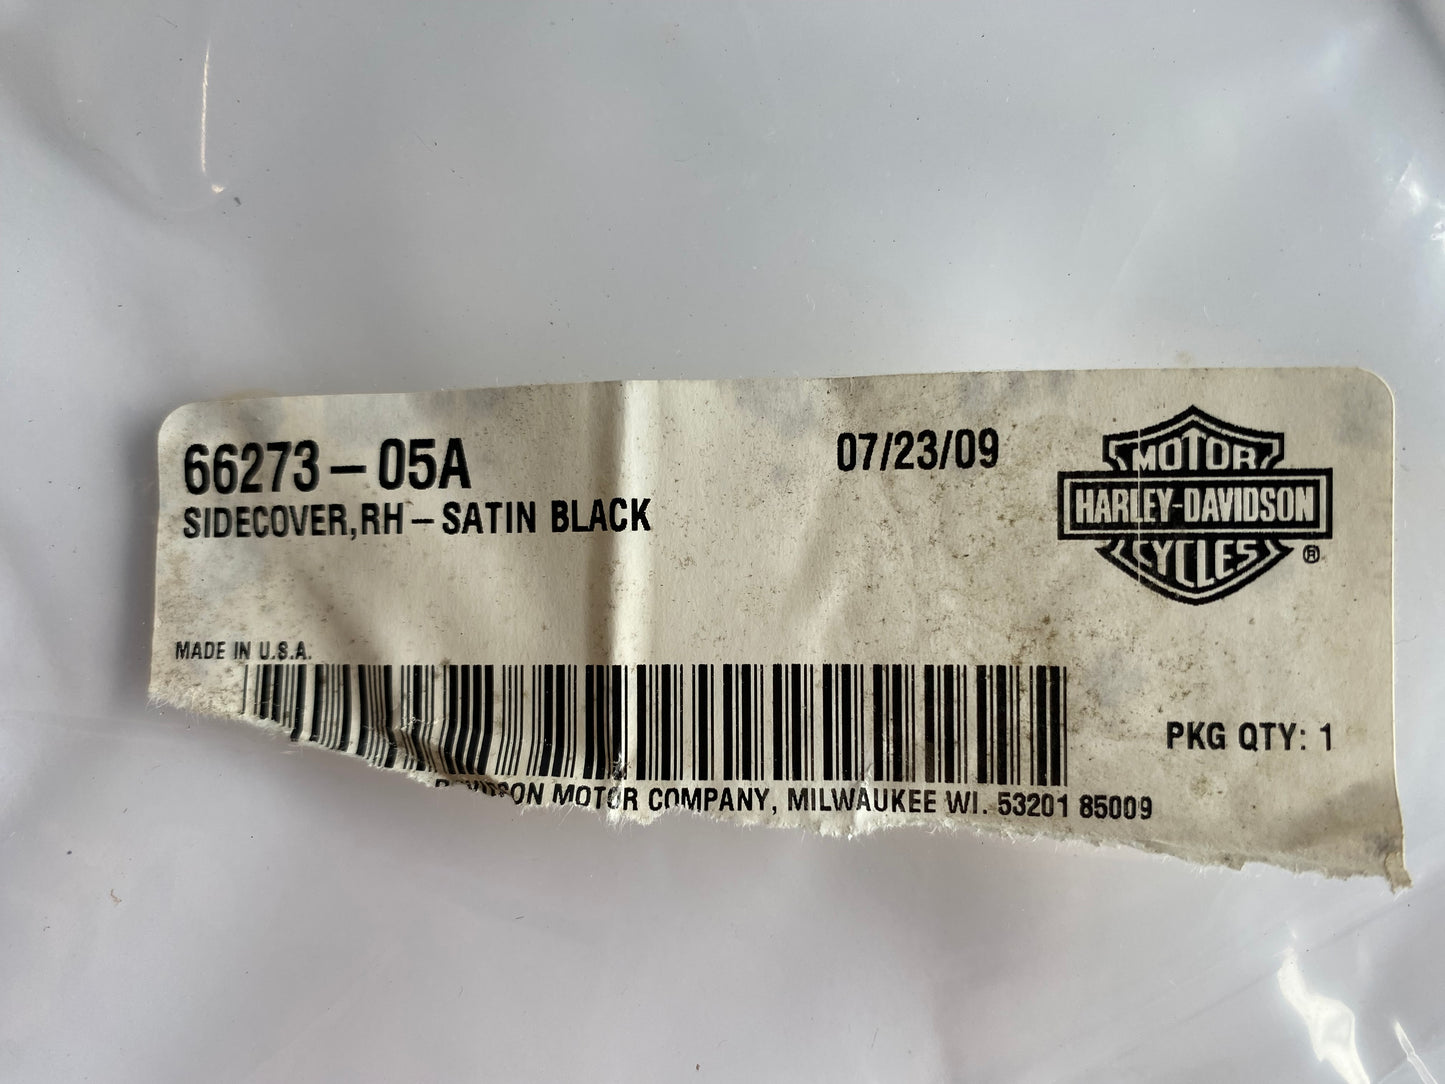 66273-05A
07/23/09
SIDECOVER,RH-SATIN BLACK
MOTOR
HARLEY-DAVIDSON
CYCLES
®
MADE IN U.S.A.
PKG QTY: 1
DAVIDSON MOTOR COMPANY, MILWAUKEE WI. 53201 85009